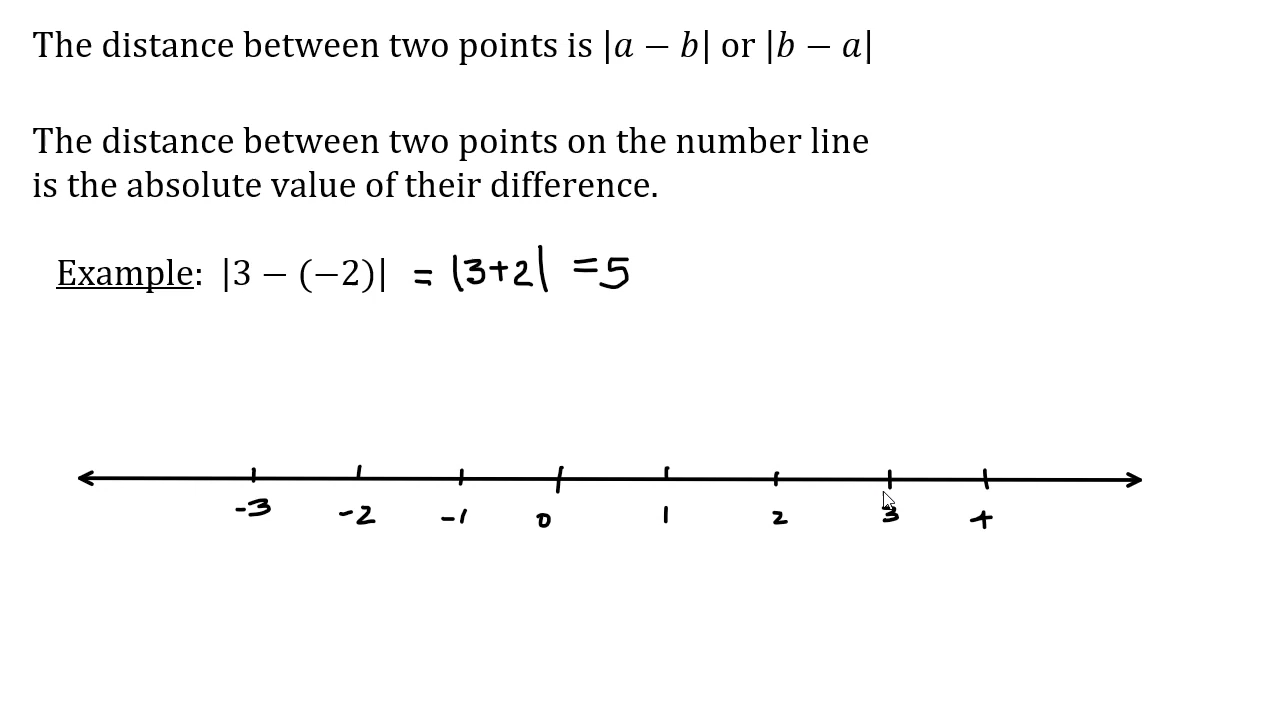 The distance between two points is |a − b| or |b − a|
The distance between two points on the number line
is the absolute value of their difference.
Example: |3 − (−2)| = |3+2| = 5
-3 -2 -1 0 1 2 3 4